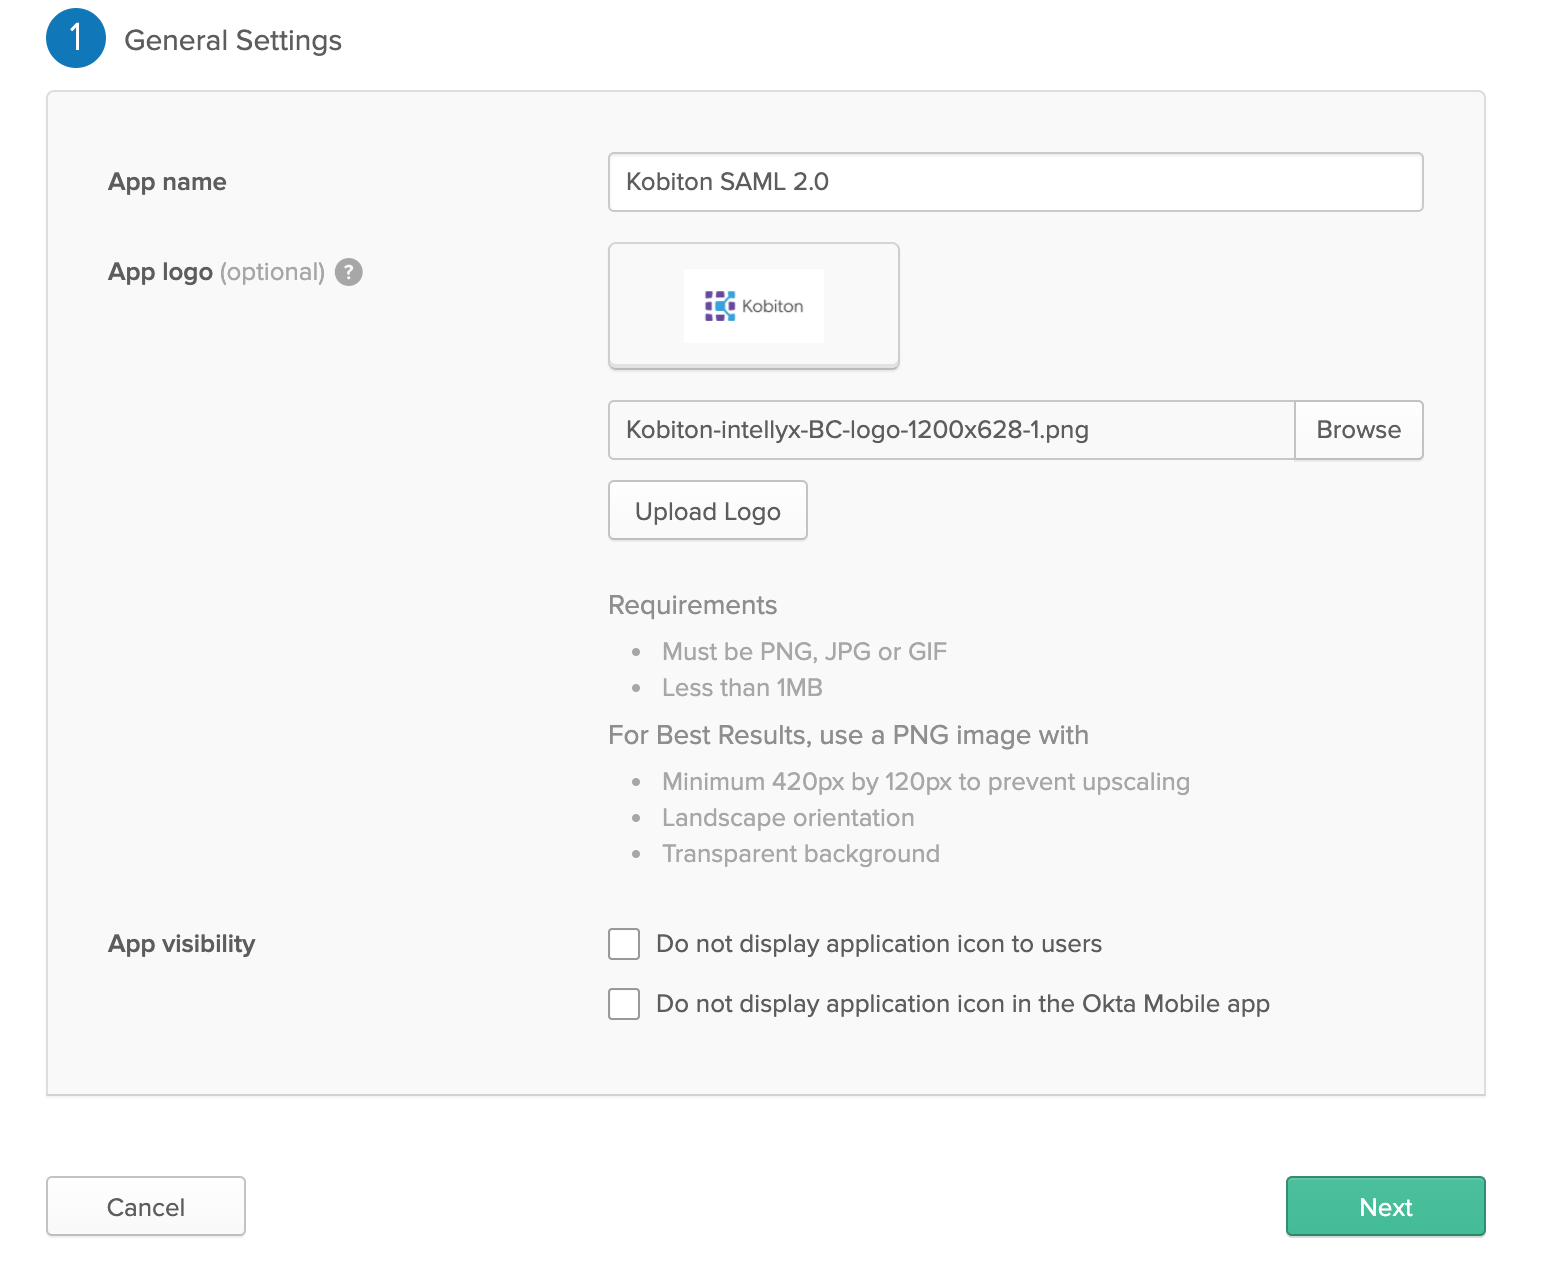 1 General Settings
App name
Kobiton SAML 2.0
App logo (optional) ?
Kobiton
Kobiton-intellyx-BC-logo-1200x628-1.png
Browse
Upload Logo
Requirements
• Must be PNG, JPG or GIF
• Less than 1MB
For Best Results, use a PNG image with
• Minimum 420px by 120px to prevent upscaling
• Landscape orientation
• Transparent background
App visibility
Do not display application icon to users
Do not display application icon in the Okta Mobile app
Cancel
Next